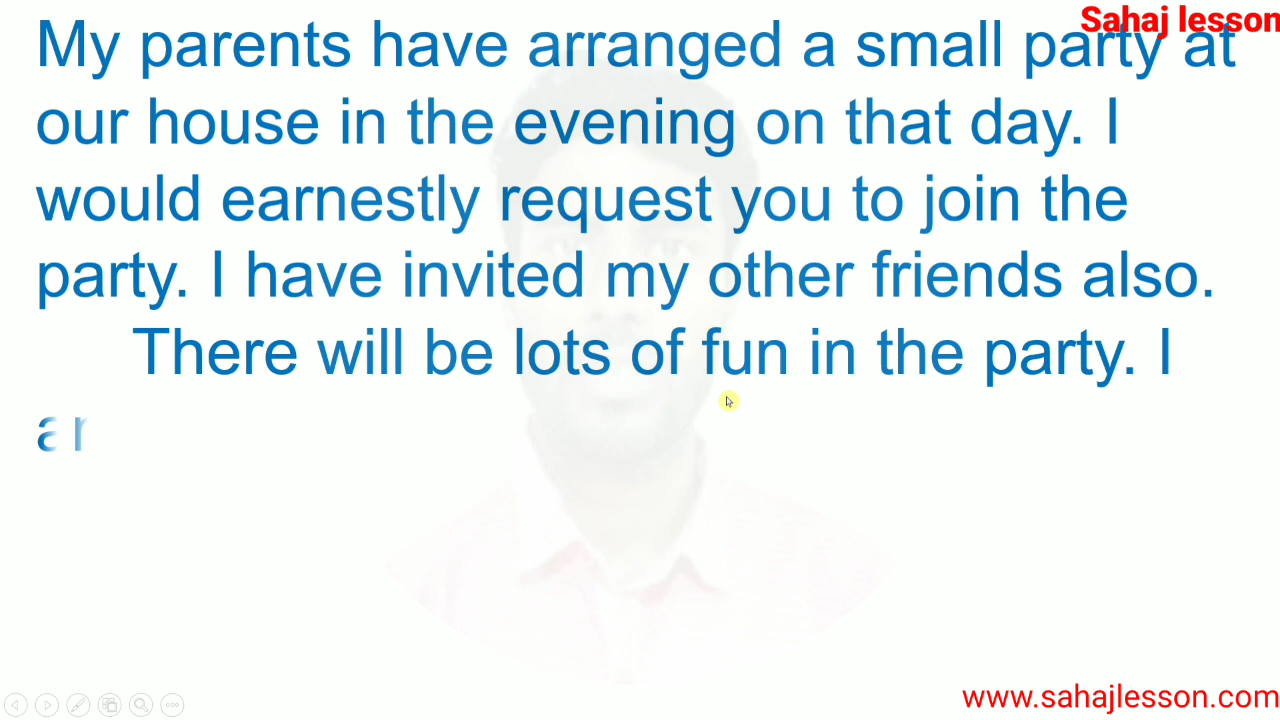 Sahaj lesson
My parents have arranged a small party at
our house in the evening on that day. I
would earnestly request you to join the
party. I have invited my other friends also.
There will be lots of fun in the party. I
www.sahajlesson.com